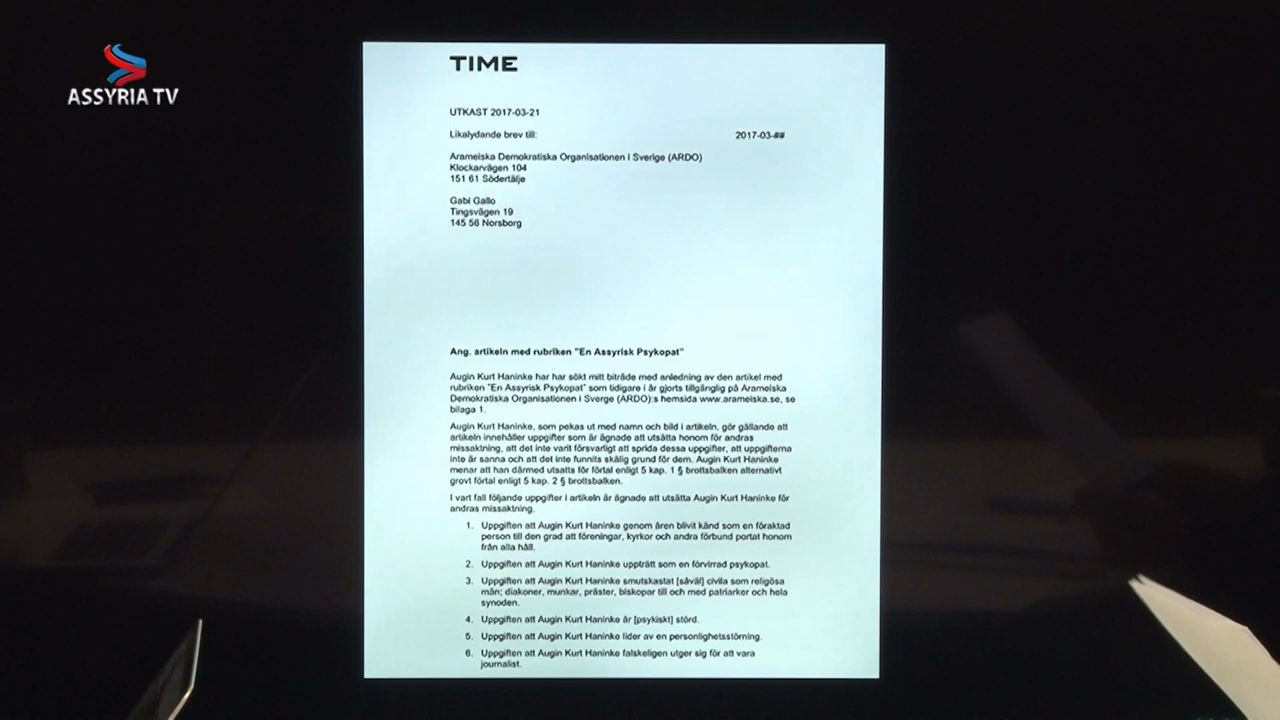 ASSYRIA TV
TIME
UTKAST 2017-03-21
Likalydande brev till:
2017-03-##
Arameiska Demokratiska Organisationen i Sverige (ARDO)
Klockarvägen 104
151 61 Södertälje
Gabi Gallo
Tingsvägen 19
145 56 Norsborg
Ang. artikeln med rubriken "En Assyrisk Psykopat"
Augin Kurt Haninke har har sökt mitt biträde med anledning av den artikel med
rubriken "En Assyrisk Psykopat" som tidigare i år gjorts tillgänglig på Arameiska
Demokratiska Organisationen i Sverge (ARDO):s hemsida www.arameiska.se, se
bilaga 1.
Augin Kurt Haninke, som pekas ut med namn och bild i artikeln, gör gällande att
artikeln innehåller uppgifter som är ägnade att utsätta honom för andras
missaktning, att det inte varit försvarligt att sprida dessa uppgifter, att uppgifterna
inte är sanna och att det inte funnits skälig grund för dem. Augin Kurt Haninke
menar att han därmed utsatts för förtal enligt 5 kap. 1 § brottsbalken alternativt
grovt förtal enligt 5 kap. 2 § brottsbalken.
I vart fall följande uppgifter i artikeln är ägnade att utsätta Augin Kurt Haninke för
andras missaktning.
1. Uppgiften att Augin Kurt Haninke genom åren blivit känd som en föraktad
person till den grad att föreningar, kyrkor och andra förbund portat honom
från alla håll.
2. Uppgiften att Augin Kurt Haninke uppträtt som en förvirrad psykopat.
3. Uppgiften att Augin Kurt Haninke smutskastat [såväl] civila som religösa
män; diakoner, munkar, präster, biskopar till och med patriarker och hela
synoden.
4. Uppgiften att Augin Kurt Haninke är [psykiskt] störd.
5. Uppgiften att Augin Kurt Haninke lider av en personlighetsstörning.
6. Uppgiften att Augin Kurt Haninke falskeligen utger sig för att vara
journalist.